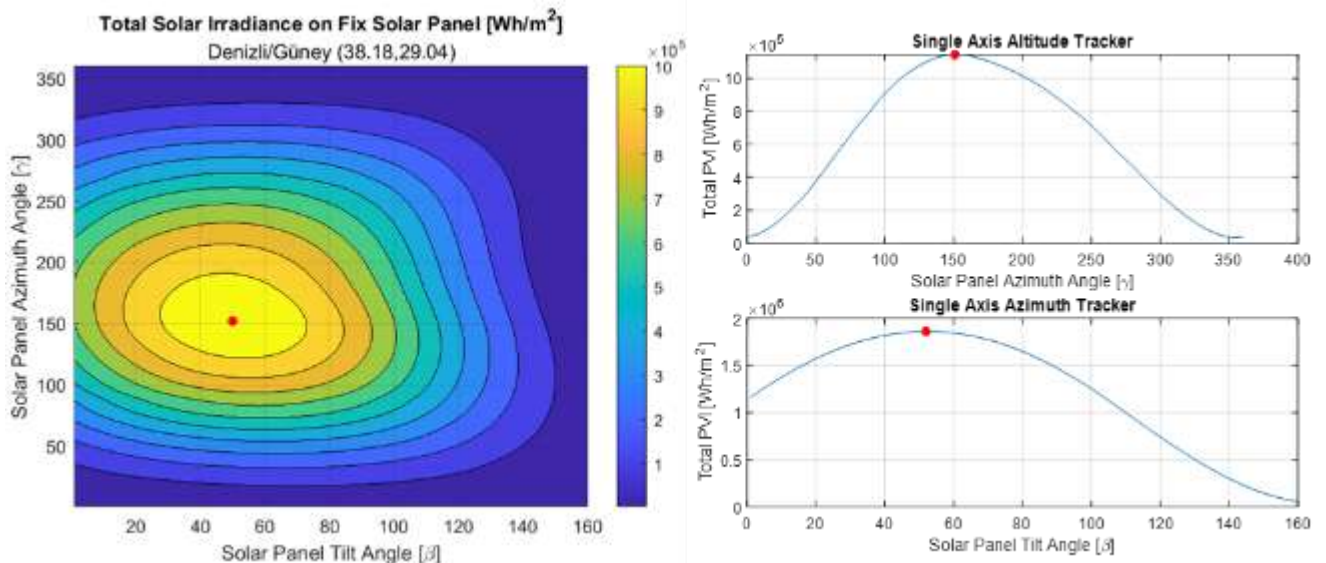 Total Solar Irradiance on Fix Solar Panel [Wh/m²]
Denizli/Güney (38.18,29.04)
×10⁵
350
300
250
200
150
100
50
20 40 60 80 100 120 140 160
Solar Panel Azimuth Angle [γ]
Solar Panel Tilt Angle [β]
10
9
8
7
6
5
4
3
2
1
Single Axis Altitude Tracker
×10⁵
10
8
6
4
2
0
0 50 100 150 200 250 300 350 400
Total PVI [Wh/m²]
Solar Panel Azimuth Angle [γ]
Single Axis Azimuth Tracker
×10⁶
2
1.5
1
0.5
0
0 20 40 60 80 100 120 140 160
Total PVI [Wh/m²]
Solar Panel Tilt Angle [β]